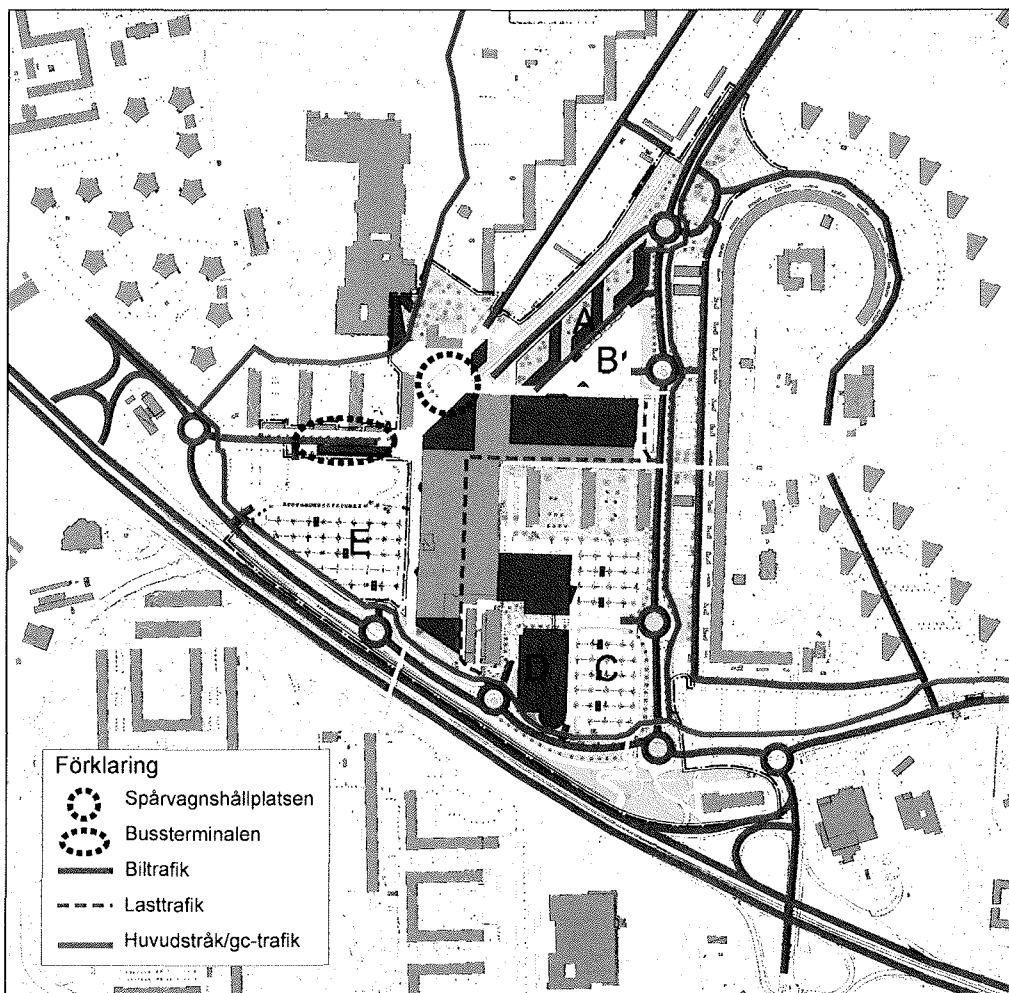 A
B
E
D
C
Förklaring
Spårvagnshållplatsen
Bussterminalen
Biltrafik
Lasttrafik
Huvudstråk/gc-trafik